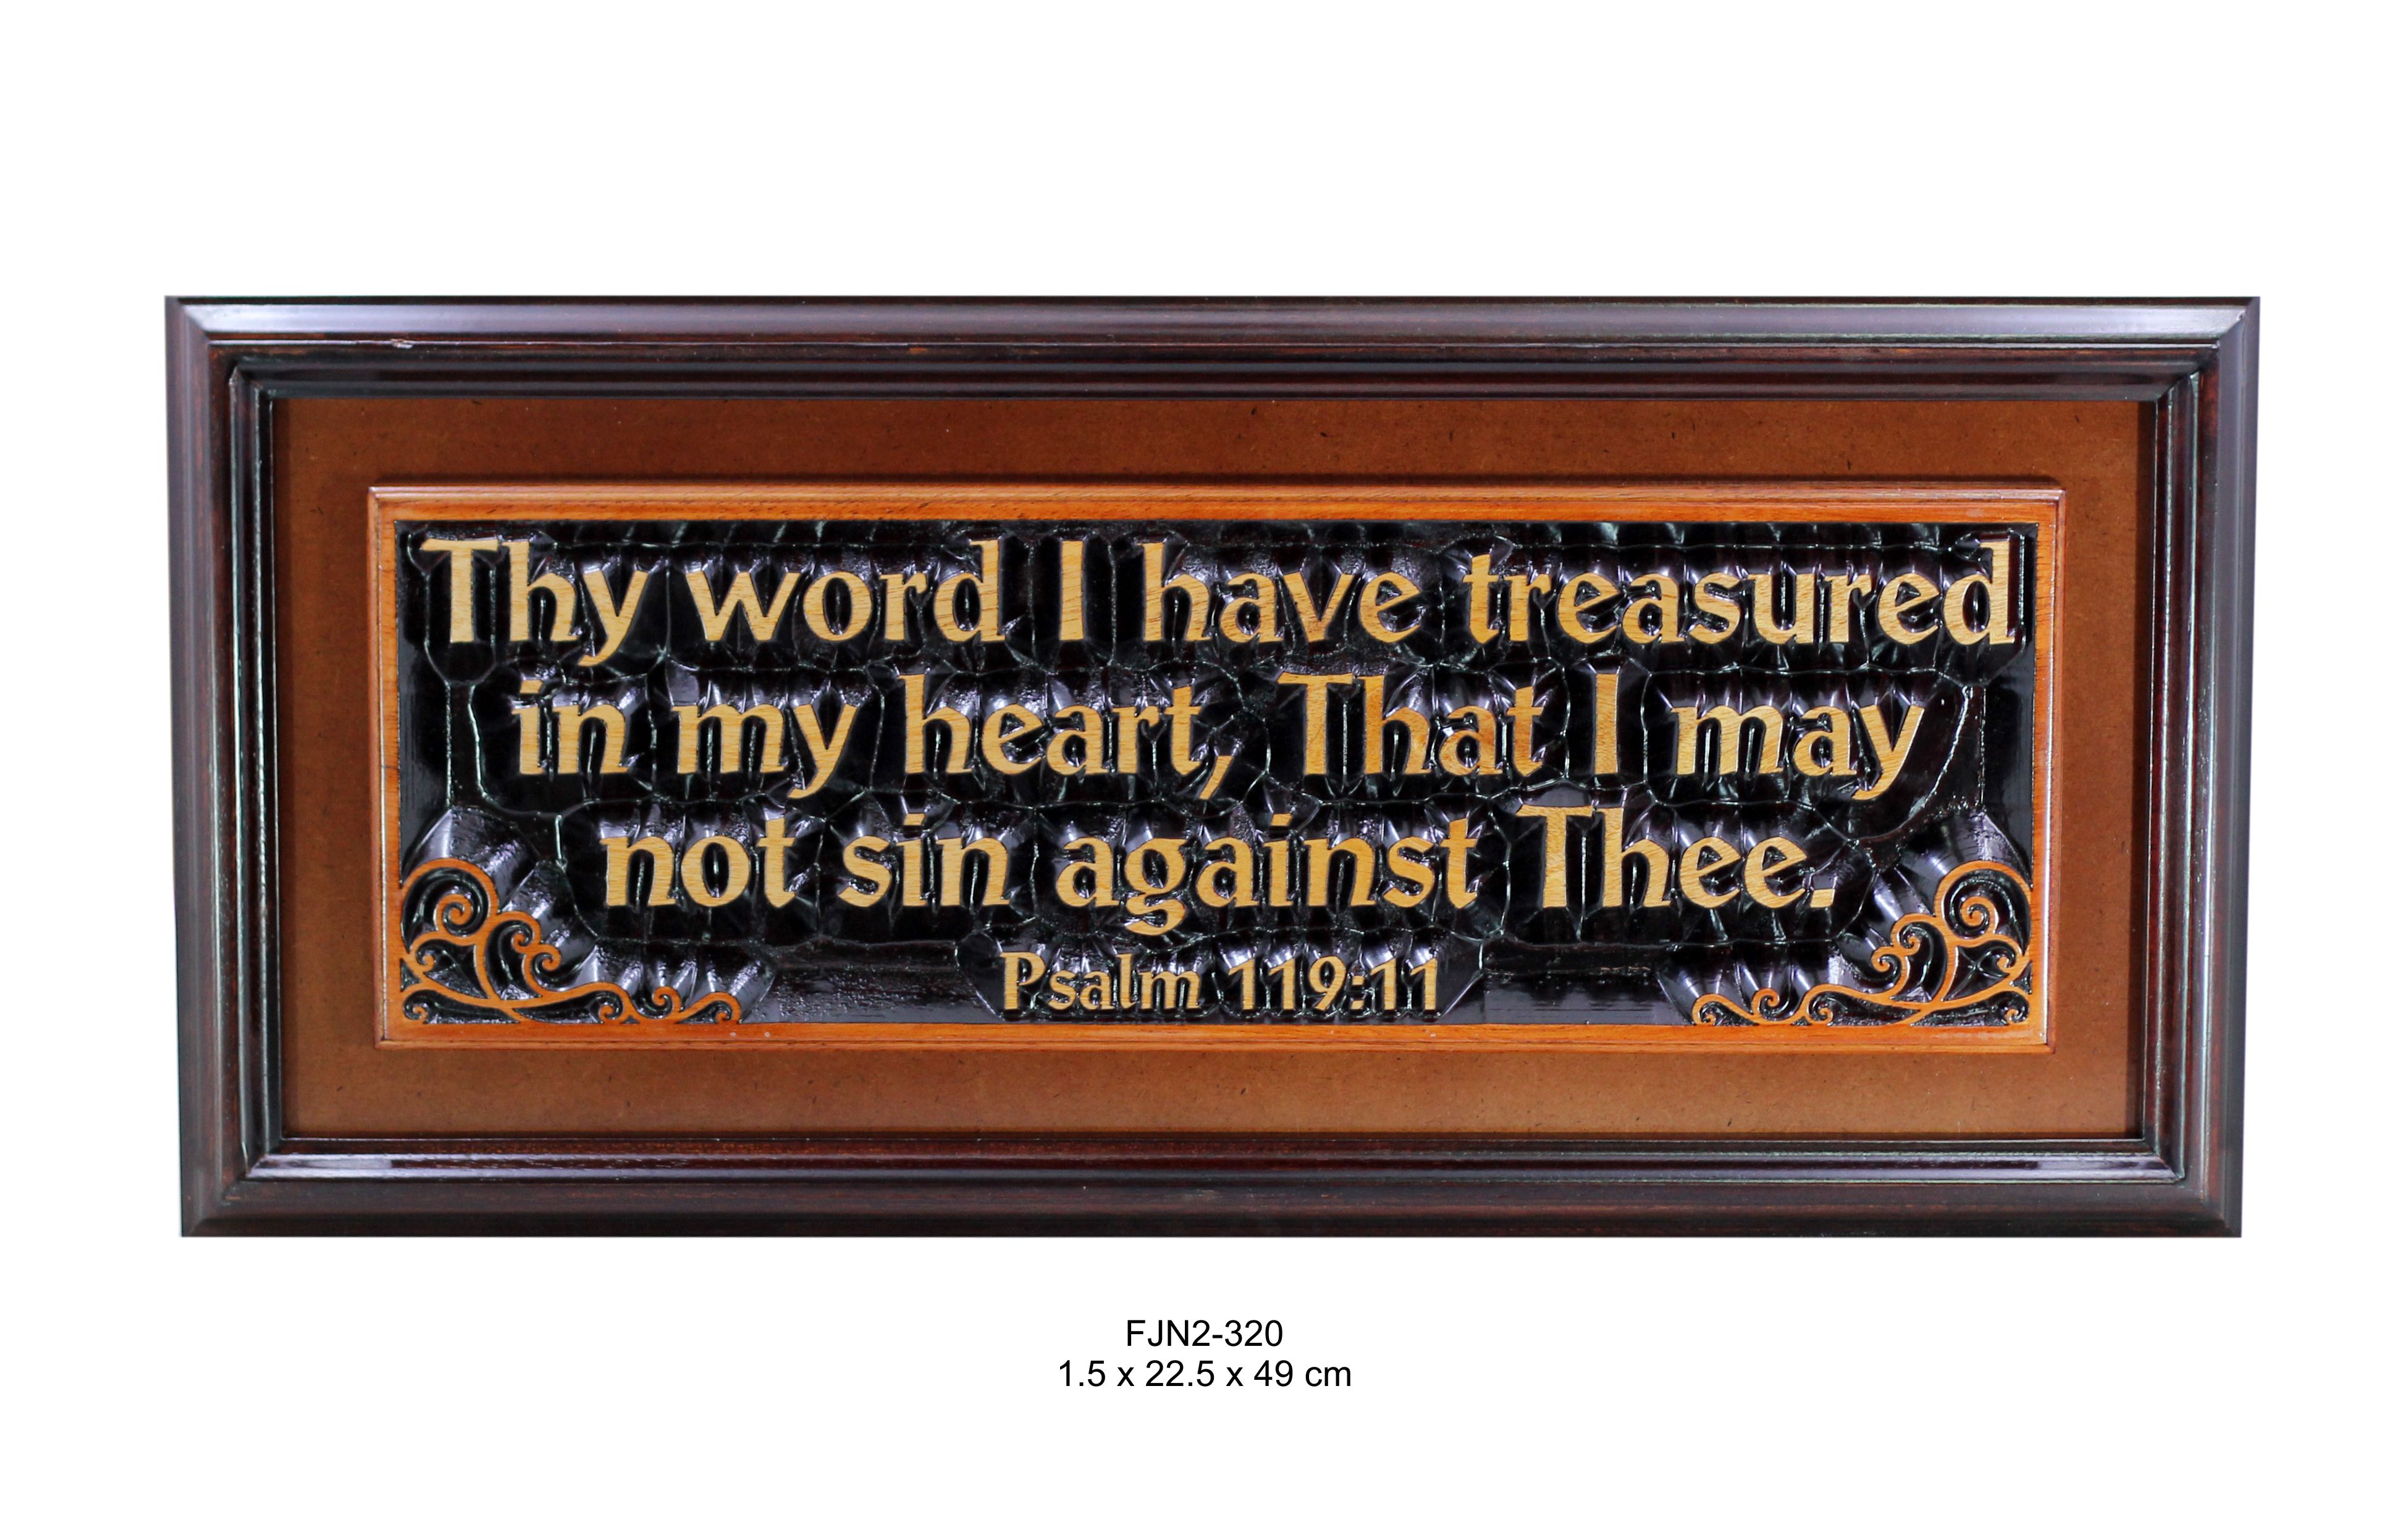 Thy word I have treasured
in my heart, That I may
not sin against Thee.
Psalm 119:11
FJN2-320
1.5 x 22.5 x 49 cm